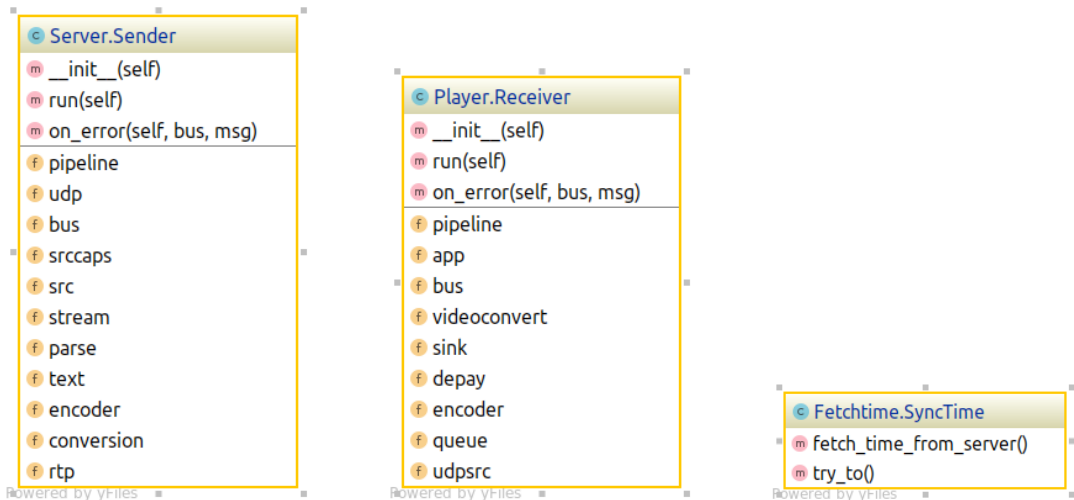 Server.Sender
m __init__(self)
m run(self)
m on_error(self, bus, msg)
f pipeline
f udp
f bus
f srccaps
f src
f stream
f parse
f text
f encoder
f conversion
f rtp
Powered by yFiles
c Player.Receiver
m __init__(self)
m run(self)
m on_error(self, bus, msg)
f pipeline
f app
f bus
f videoconvert
f sink
f depay
f encoder
f queue
f udpsrc
Powered by yFiles
c Fetchtime.SyncTime
m fetch_time_from_server()
m try_to()
Powered by yFiles